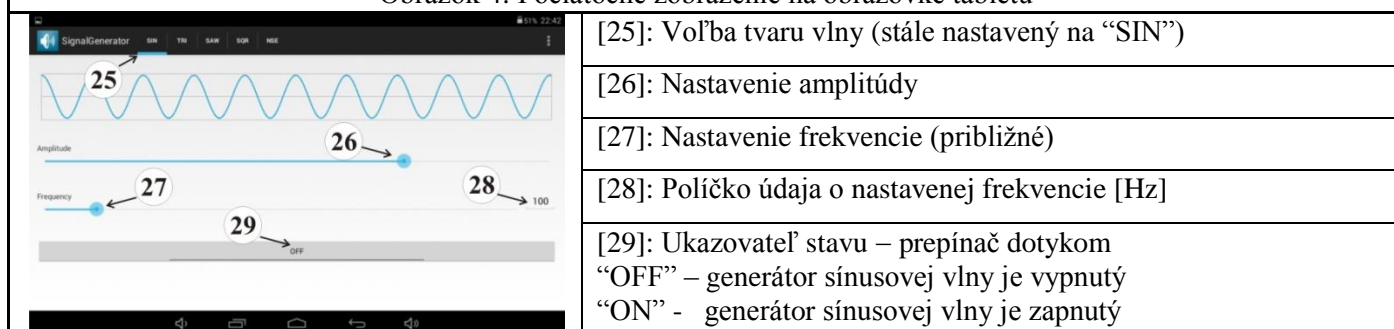 Obrázok 4: Počiatočné zobrazenie na obrazovke tabletu
51% 22:42
SignalGenerator SIN TRI SAW SQR NSE
25
Amplitude
26
Frequency
27
28
100
29
OFF
[25]: Voľba tvaru vlny (stále nastavený na “SIN”)
[26]: Nastavenie amplitúdy
[27]: Nastavenie frekvencie (približné)
[28]: Políčko údaja o nastavenej frekvencie [Hz]
[29]: Ukazovateľ stavu – prepínač dotykom
“OFF” – generátor sínusovej vlny je vypnutý
“ON” - generátor sínusovej vlny je zapnutý